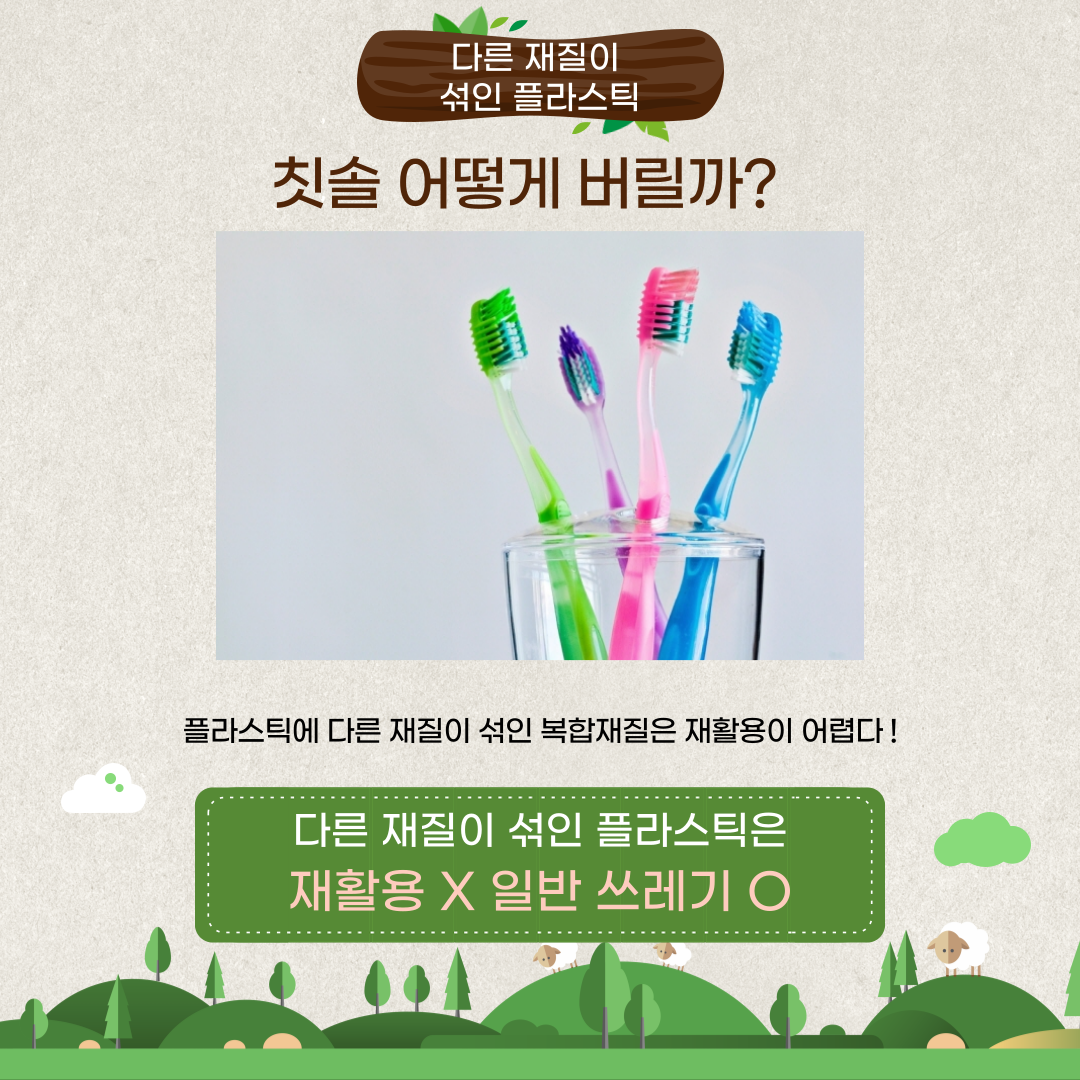 다른 재질이
섞인 플라스틱
칫솔 어떻게 버릴까?
플라스틱에 다른 재질이 섞인 복합재질은 재활용이 어렵다 !
다른 재질이 섞인 플라스틱은
재활용 X 일반 쓰레기 O